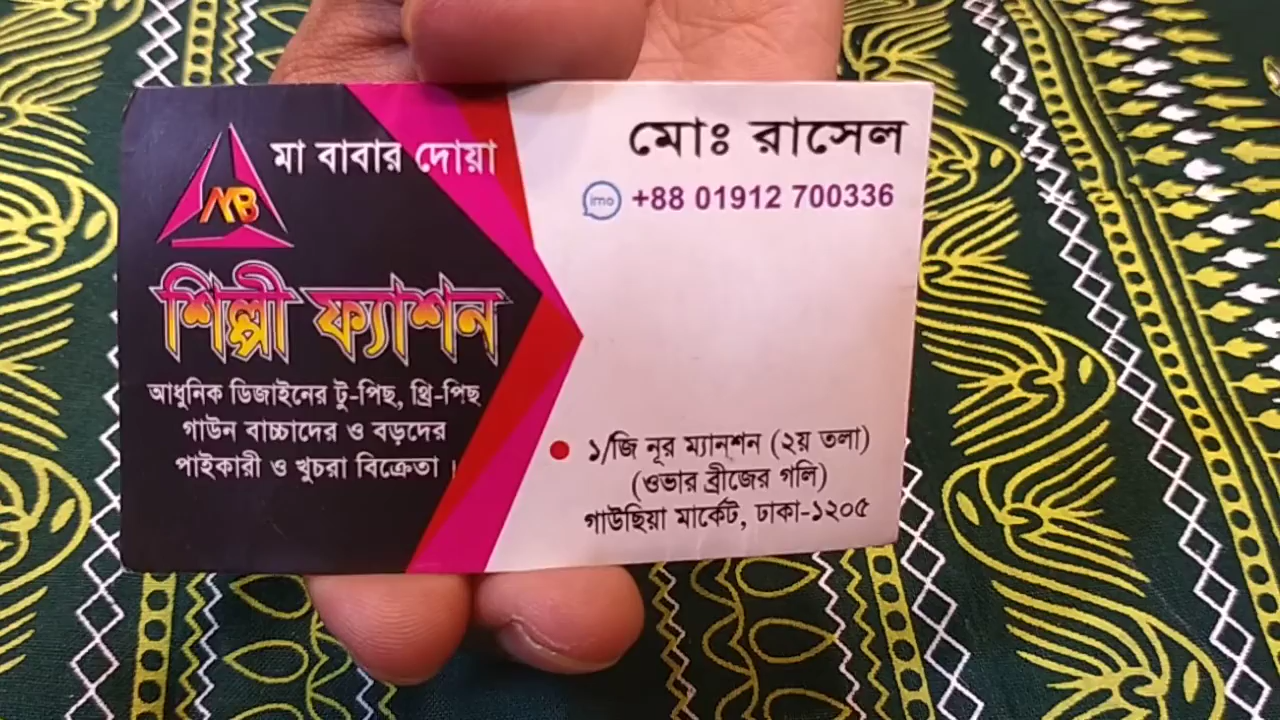 মা বাবার দোয়া
NB
শিল্পী ফ্যাশন
আধুনিক ডিজাইনের টু-পিছ, থ্রি-পিছ
গাউন বাচ্চাদের ও বড়দের
পাইকারী ও খুচরা বিক্রেতা।
মোঃ রাসেল
imo +88 01912 700336
১/জি নূর ম্যানশন (২য় তলা)
(ওভার ব্রীজের গলি)
গাউছিয়া মার্কেট, ঢাকা-১২০৫